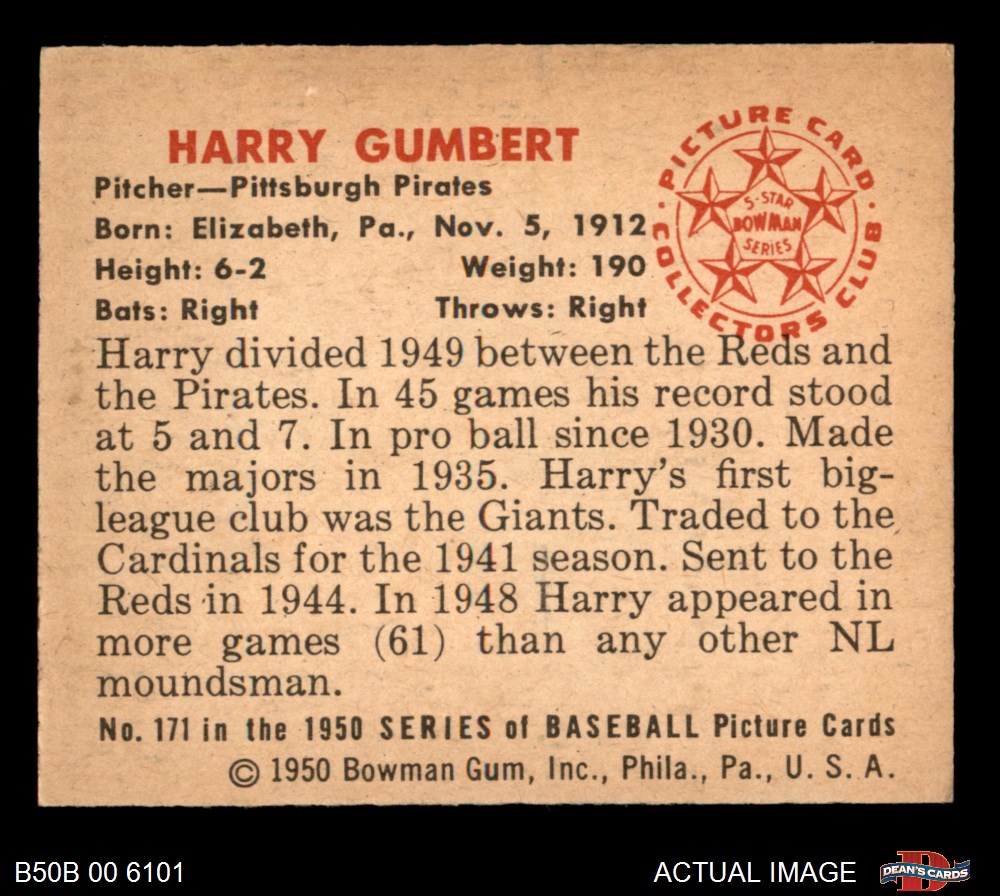 HARRY GUMBERT
Pitcher—Pittsburgh Pirates
Born: Elizabeth, Pa., Nov. 5, 1912
Height: 6-2 Weight: 190
Bats: Right Throws: Right
PICTURE CARD
COLLECTORS CLUB
5-STAR
BOWMAN
SERIES
Harry divided 1949 between the Reds and
the Pirates. In 45 games his record stood
at 5 and 7. In pro ball since 1930. Made
the majors in 1935. Harry's first big-
league club was the Giants. Traded to the
Cardinals for the 1941 season. Sent to the
Reds in 1944. In 1948 Harry appeared in
more games (61) than any other NL
moundsman.
No. 171 in the 1950 SERIES of BASEBALL Picture Cards
© 1950 Bowman Gum, Inc., Phila., Pa., U. S. A.
B50B 00 6101
ACTUAL IMAGE
D
DEAN'S CARDS